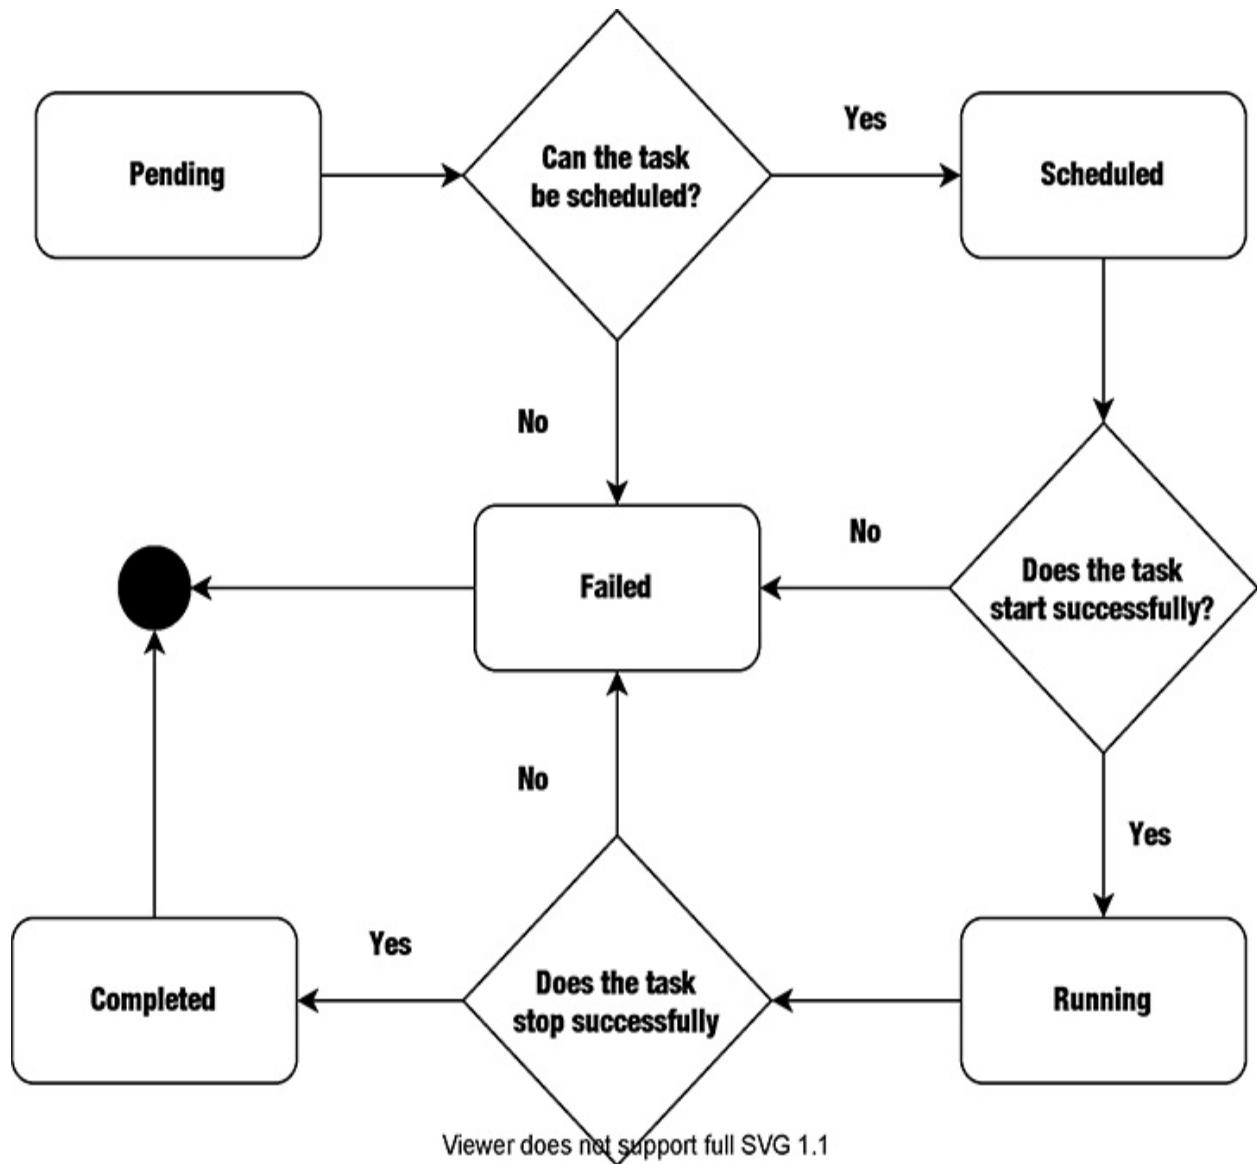 Pending
Can the task
be scheduled?
Yes
Scheduled
No
Failed
No
Does the task
start successfully?
Yes
No
Completed
Yes
Does the task
stop successfully
Running
Viewer does not support full SVG 1.1